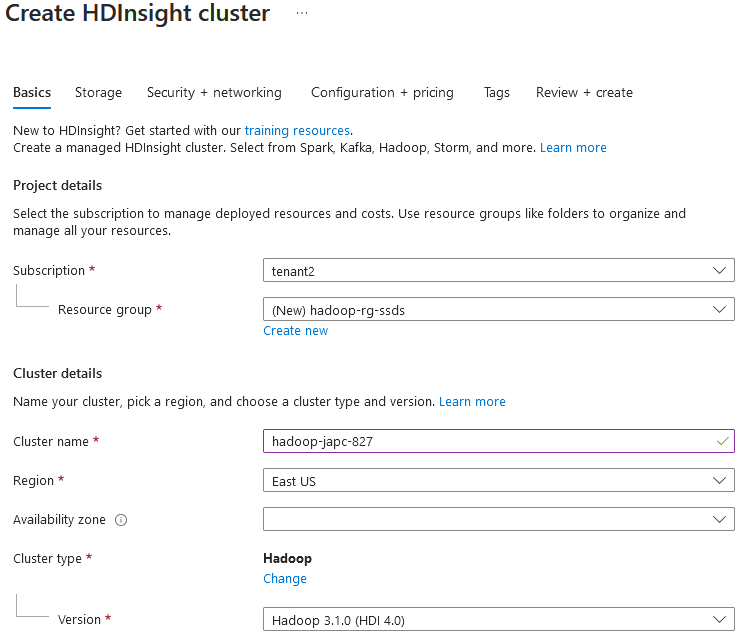 Create HDInsight cluster ...
Basics Storage Security + networking Configuration + pricing Tags Review + create
New to HDInsight? Get started with our training resources.
Create a managed HDInsight cluster. Select from Spark, Kafka, Hadoop, Storm, and more. Learn more
Project details
Select the subscription to manage deployed resources and costs. Use resource groups like folders to organize and
manage all your resources.
Subscription * tenant2
Resource group * (New) hadoop-rg-ssds
Create new
Cluster details
Name your cluster, pick a region, and choose a cluster type and version. Learn more
Cluster name * hadoop-japc-827
Region * East US
Availability zone
Cluster type * Hadoop
Change
Version * Hadoop 3.1.0 (HDI 4.0)